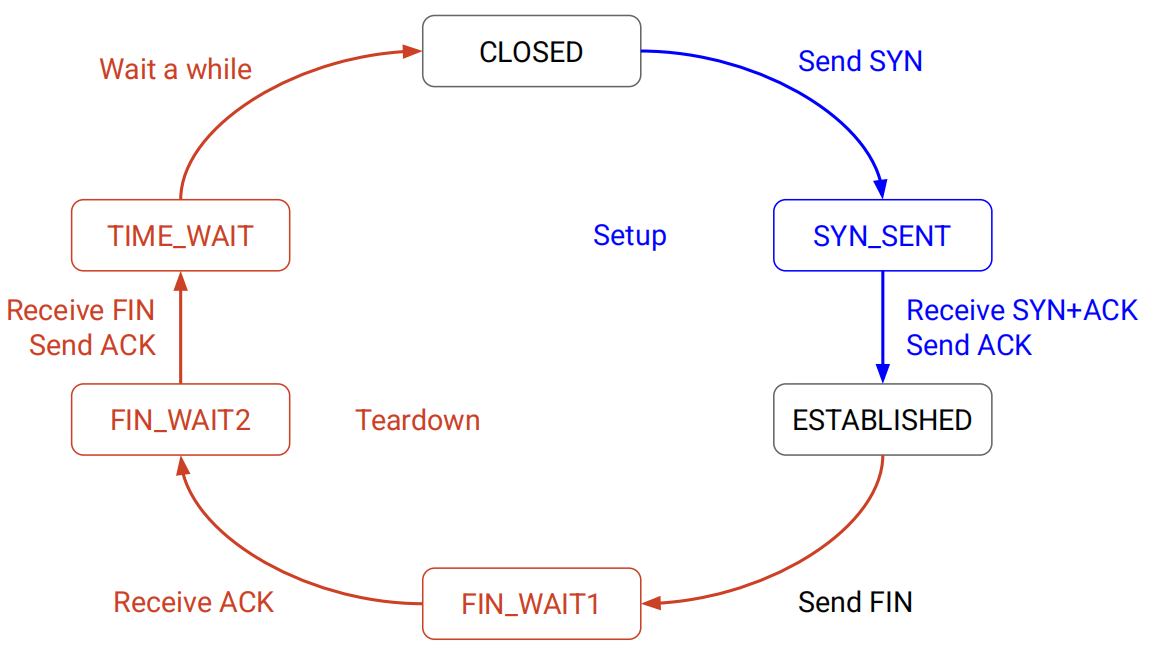 CLOSED
Wait a while
Send SYN
TIME_WAIT
Setup
SYN_SENT
Receive FIN
Send ACK
Receive SYN+ACK
Send ACK
FIN_WAIT2
Teardown
ESTABLISHED
Receive ACK
FIN_WAIT1
Send FIN